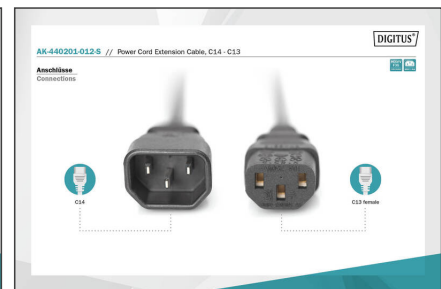 DIGITUS®
AK-440201-012-S // Power Cord Extension Cable, C14 - C13
Anschlüsse
Connections
C14
C13 female